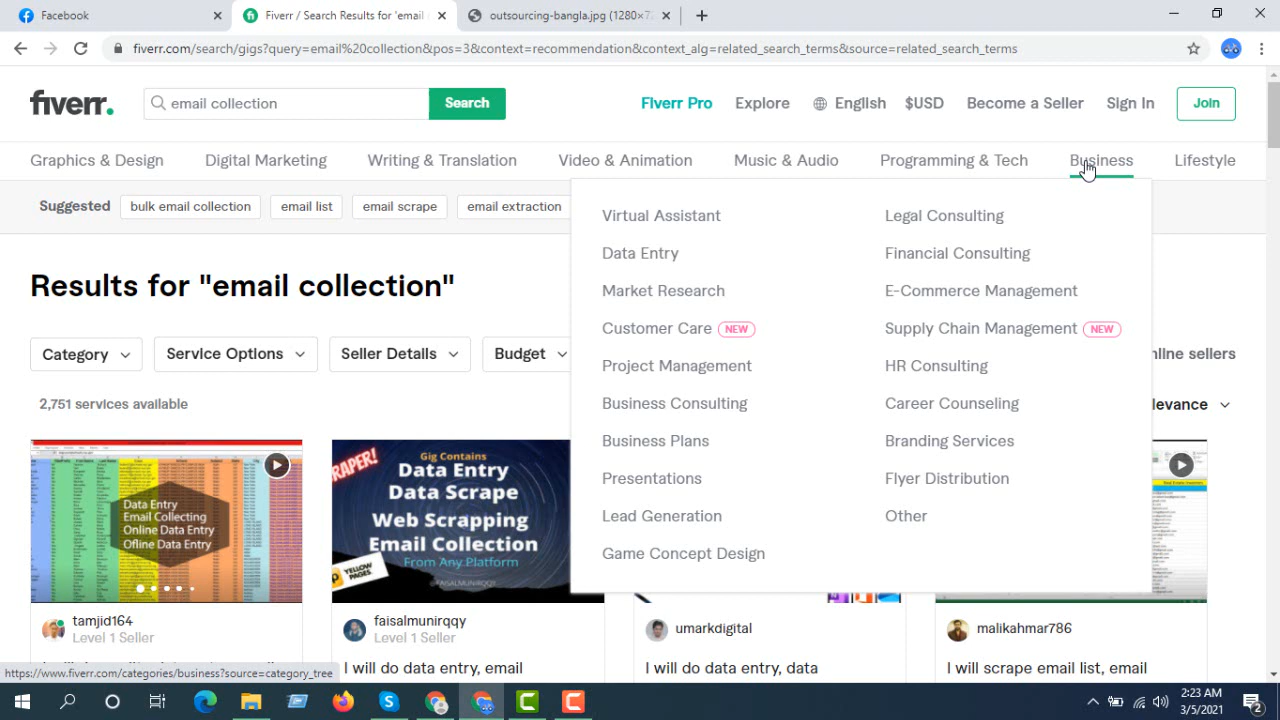 Facebook
Fiverr / Search Results for 'email
outsourcing-bangla.jpg (1280×72
fiverr.com/search/gigs?query=email%20collection&pos=3&context=recommendation&context_alg=related_search_terms&source=related_search_terms
fiverr.
email collection
Search
Fiverr Pro
Explore
English
$USD
Become a Seller
Sign In
Join
Graphics & Design
Digital Marketing
Writing & Translation
Video & Animation
Music & Audio
Programming & Tech
Business
Lifestyle
Suggested
bulk email collection
email list
email scrape
email extraction
Virtual Assistant
Data Entry
Market Research
Customer Care NEW
Project Management
Business Consulting
Business Plans
Presentations
Lead Generation
Game Concept Design
Legal Consulting
Financial Consulting
E-Commerce Management
Supply Chain Management NEW
HR Consulting
Career Counseling
Branding Services
Flyer Distribution
Other
Results for "email collection"
Category
Service Options
Seller Details
Budget
nline sellers
2,751 services available
levance
Data Entry
Email Collecting
Online Data Entry
Ofline Data Entry
tamjid164
Level 1 Seller
RAPER!
Gig Contains
Data Entry
Data Scrape
Web Scrapping
Email Collection
From Any Platform
@FAISALMUNIRQQY
faisalmunirqqy
Level 1 Seller
I will do data entry, email
umarkdigital
I will do data entry, data
malikahmar786
I will scrape email list, email
https://www.fiverr.com/categories/business?source=category_tree
2:23 AM
3/5/2021
2